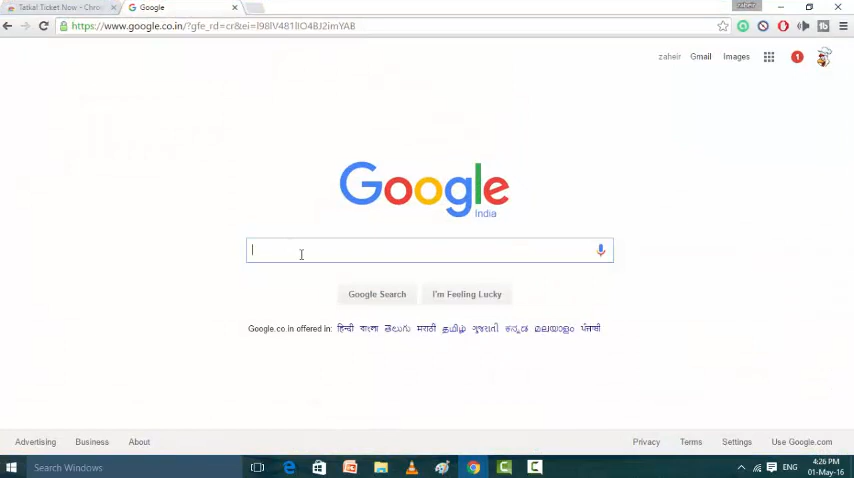 Tatkal Ticket Now - Chro
Google
zaheir
https://www.google.co.in/?gfe_rd=cr&ei=l98lV481IIO4BJ2imYAB
zaheir Gmail Images 1
Google
India
Google Search I'm Feeling Lucky
Google.co.in offered in: हिन्दी বাংলা తెలుగు मराठी தமிழ் ગુજરાતી ಕನ್ನಡ മലയാളം ਪੰਜਾਬੀ
Advertising Business About Privacy Terms Settings Use Google.com
Search Windows
ENG
4:26 PM
01-May-16